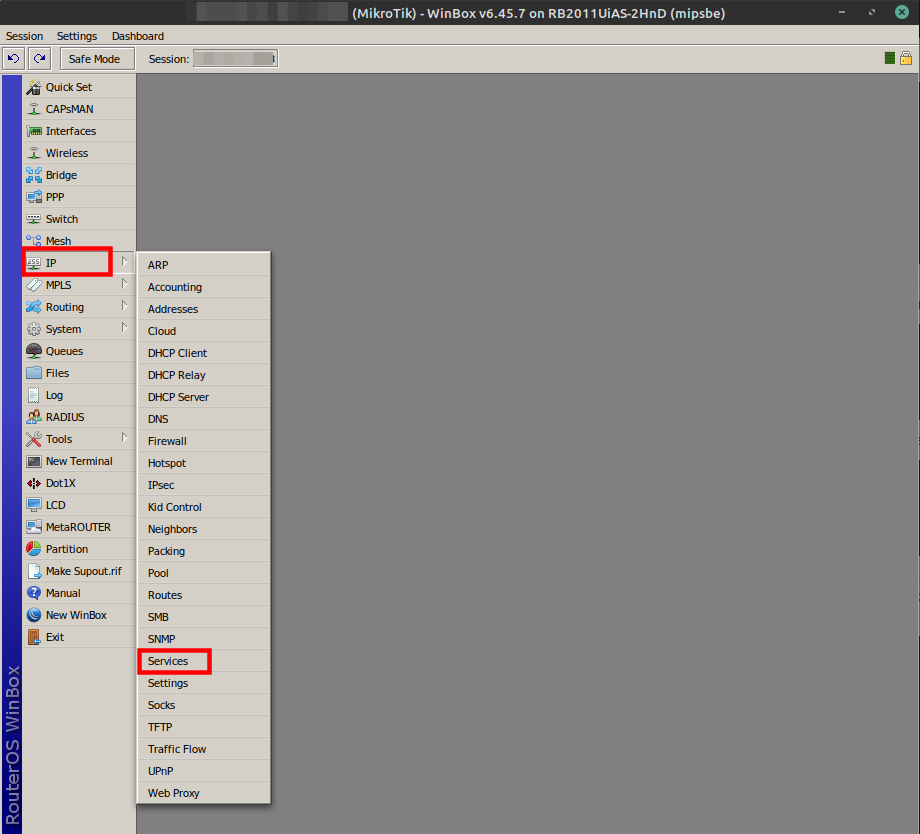 (MikroTik) - WinBox v6.45.7 on RB2011UiAS-2HnD (mipsbe)
Session Settings Dashboard
Safe Mode Session:
Quick Set
CAPsMAN
Interfaces
Wireless
Bridge
PPP
Switch
Mesh
IP
MPLS
Routing
System
Queues
Files
Log
RADIUS
Tools
New Terminal
Dot1X
LCD
MetaROUTER
Partition
Make Supout.rif
Manual
New WinBox
Exit
ARP
Accounting
Addresses
Cloud
DHCP Client
DHCP Relay
DHCP Server
DNS
Firewall
Hotspot
IPsec
Kid Control
Neighbors
Packing
Pool
Routes
SMB
SNMP
Services
Settings
Socks
TFTP
Traffic Flow
UPnP
Web Proxy
RouterOS WinBox